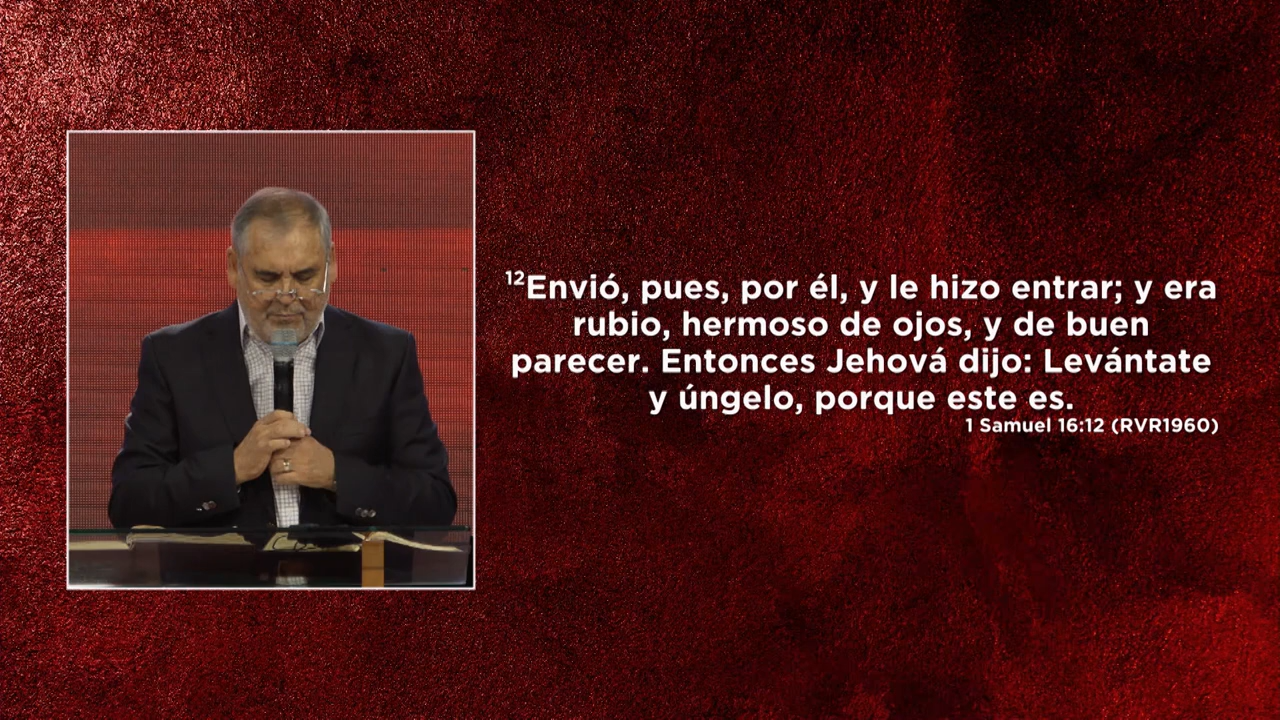 ¹²Envió, pues, por él, y le hizo entrar; y era
rubio, hermoso de ojos, y de buen
parecer. Entonces Jehová dijo: Levántate
y úngelo, porque este es.
1 Samuel 16:12 (RVR1960)